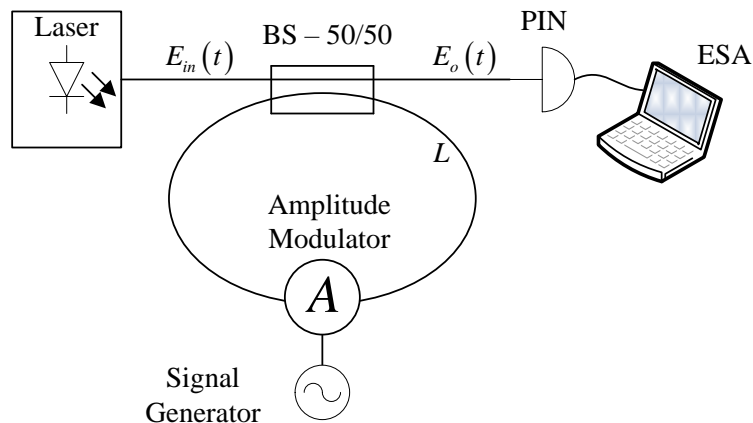 Laser
BS – 50/50
PIN
ESA
E_in(t)
E_o(t)
L
Amplitude
Modulator
A
Signal
Generator